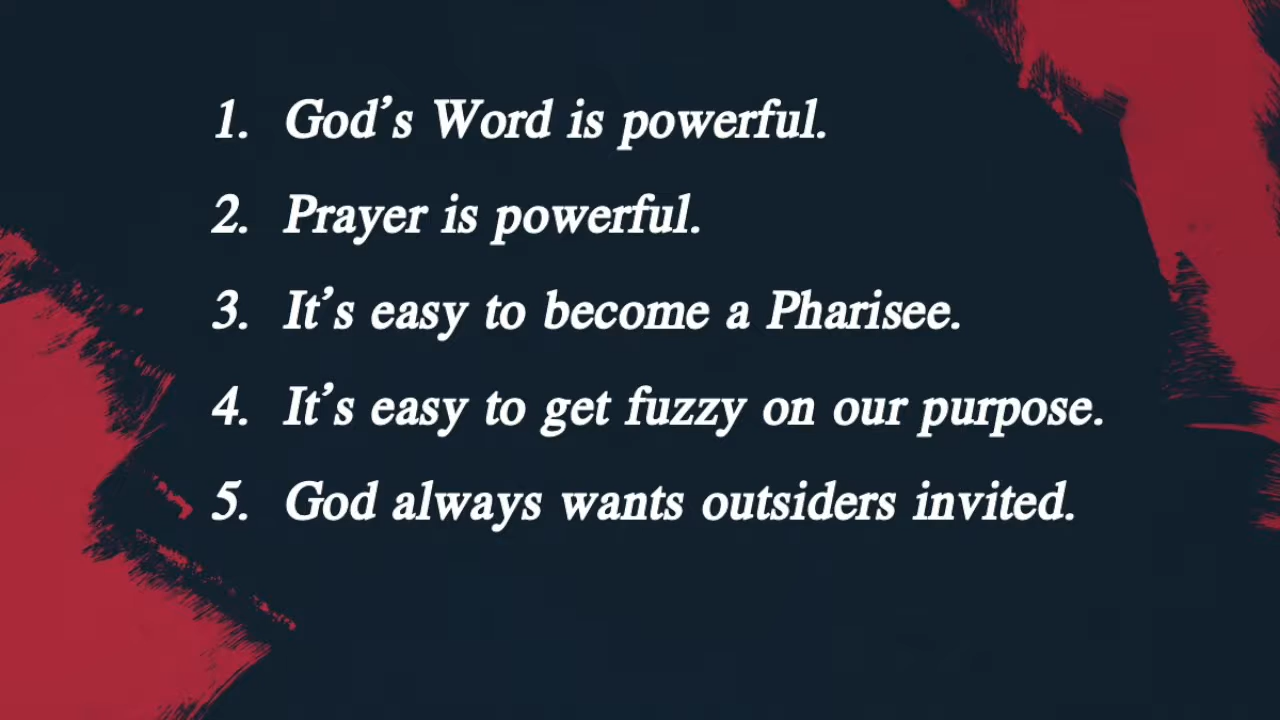 1. God’s Word is powerful.
2. Prayer is powerful.
3. It’s easy to become a Pharisee.
4. It’s easy to get fuzzy on our purpose.
5. God always wants outsiders invited.